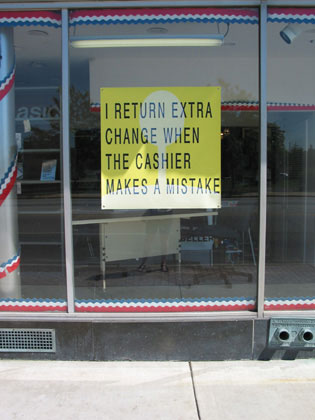 I RETURN EXTRA
CHANGE WHEN
THE CASHIER
MAKES A MISTAKE